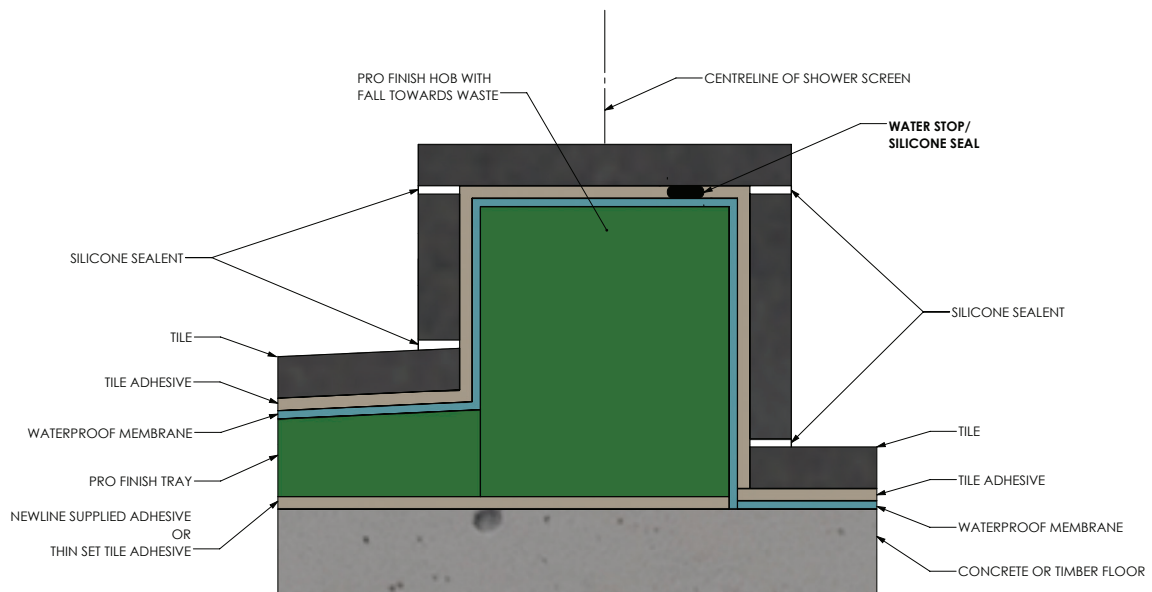 PRO FINISH HOB WITH
FALL TOWARDS WASTE
CENTRELINE OF SHOWER SCREEN
WATER STOP/
SILICONE SEAL
SILICONE SEALENT
SILICONE SEALENT
TILE
TILE ADHESIVE
WATERPROOF MEMBRANE
PRO FINISH TRAY
NEWLINE SUPPLIED ADHESIVE
OR
THIN SET TILE ADHESIVE
TILE
TILE ADHESIVE
WATERPROOF MEMBRANE
CONCRETE OR TIMBER FLOOR